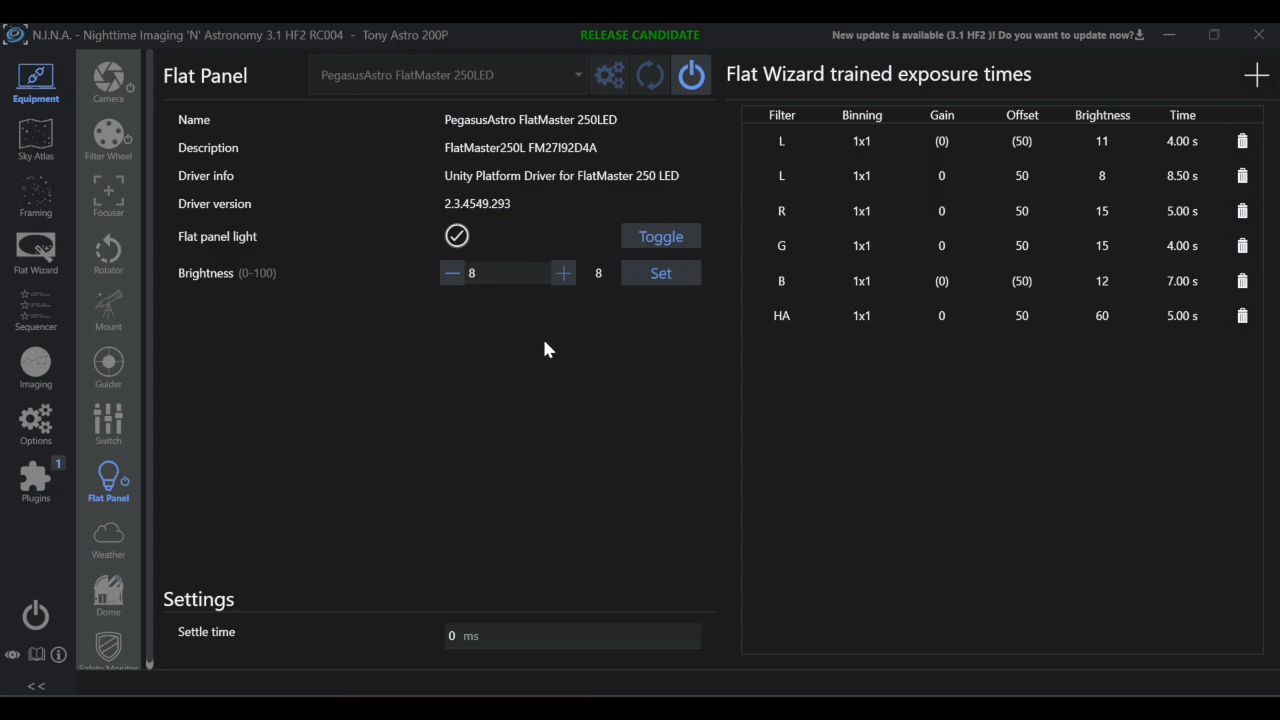 N.I.N.A. - Nighttime Imaging 'N' Astronomy 3.1 HF2 RC004 - Tony Astro 200P
RELEASE CANDIDATE
New update is available (3.1 HF2 )! Do you want to update now?
Equipment
Sky Atlas
Framing
Flat Wizard
Sequencer
Imaging
Options
1
Plugins
<<
Camera
Filter Wheel
Focuser
Rotator
Mount
Guider
Switch
Flat Panel
Weather
Dome
Safety Monitor
Flat Panel
PegasusAstro FlatMaster 250LED
Name PegasusAstro FlatMaster 250LED
Description FlatMaster250L FM27I92D4A
Driver info Unity Platform Driver for FlatMaster 250 LED
Driver version 2.3.4549.293
Flat panel light Toggle
Brightness (0-100) 8 8 Set
Settings
Settle time 0 ms
Flat Wizard trained exposure times
Filter Binning Gain Offset Brightness Time
L 1x1 (0) (50) 11 4.00 s
L 1x1 0 50 8 8.50 s
R 1x1 0 50 15 5.00 s
G 1x1 0 50 15 4.00 s
B 1x1 (0) (50) 12 7.00 s
HA 1x1 0 50 60 5.00 s